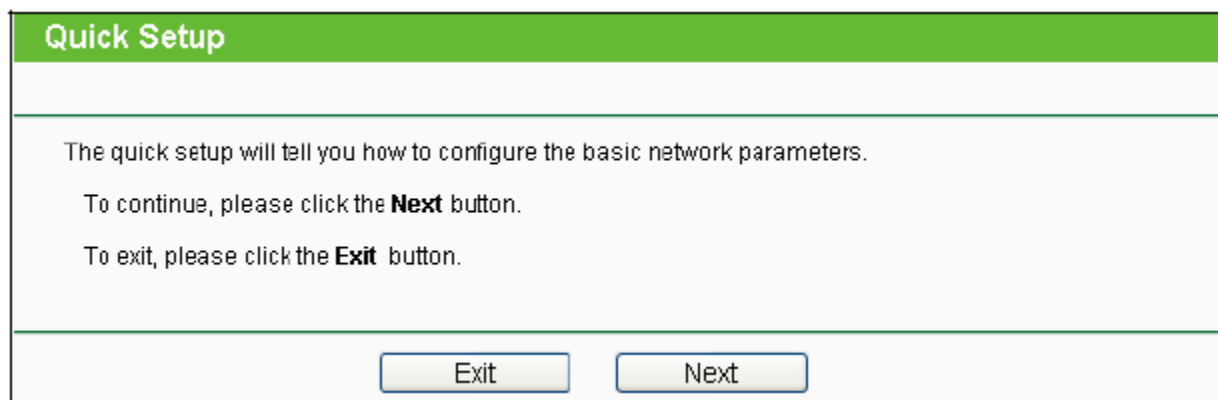 Quick Setup
The quick setup will tell you how to configure the basic network parameters.
To continue, please click the Next button.
To exit, please click the Exit button.
Exit Next